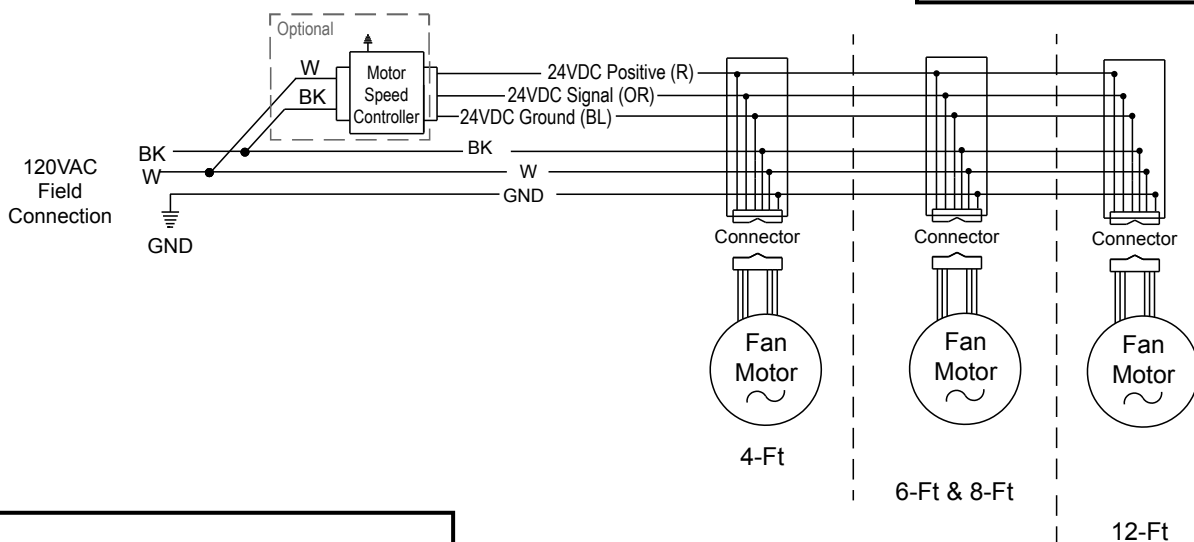 Optional
W
BK
Motor
Speed
Controller
24VDC Positive (R)
24VDC Signal (OR)
24VDC Ground (BL)
120VAC
Field
Connection
BK
W
GND
BK
W
GND
Connector
Connector
Connector
Fan
Motor
Fan
Motor
Fan
Motor
4-Ft
6-Ft & 8-Ft
12-Ft